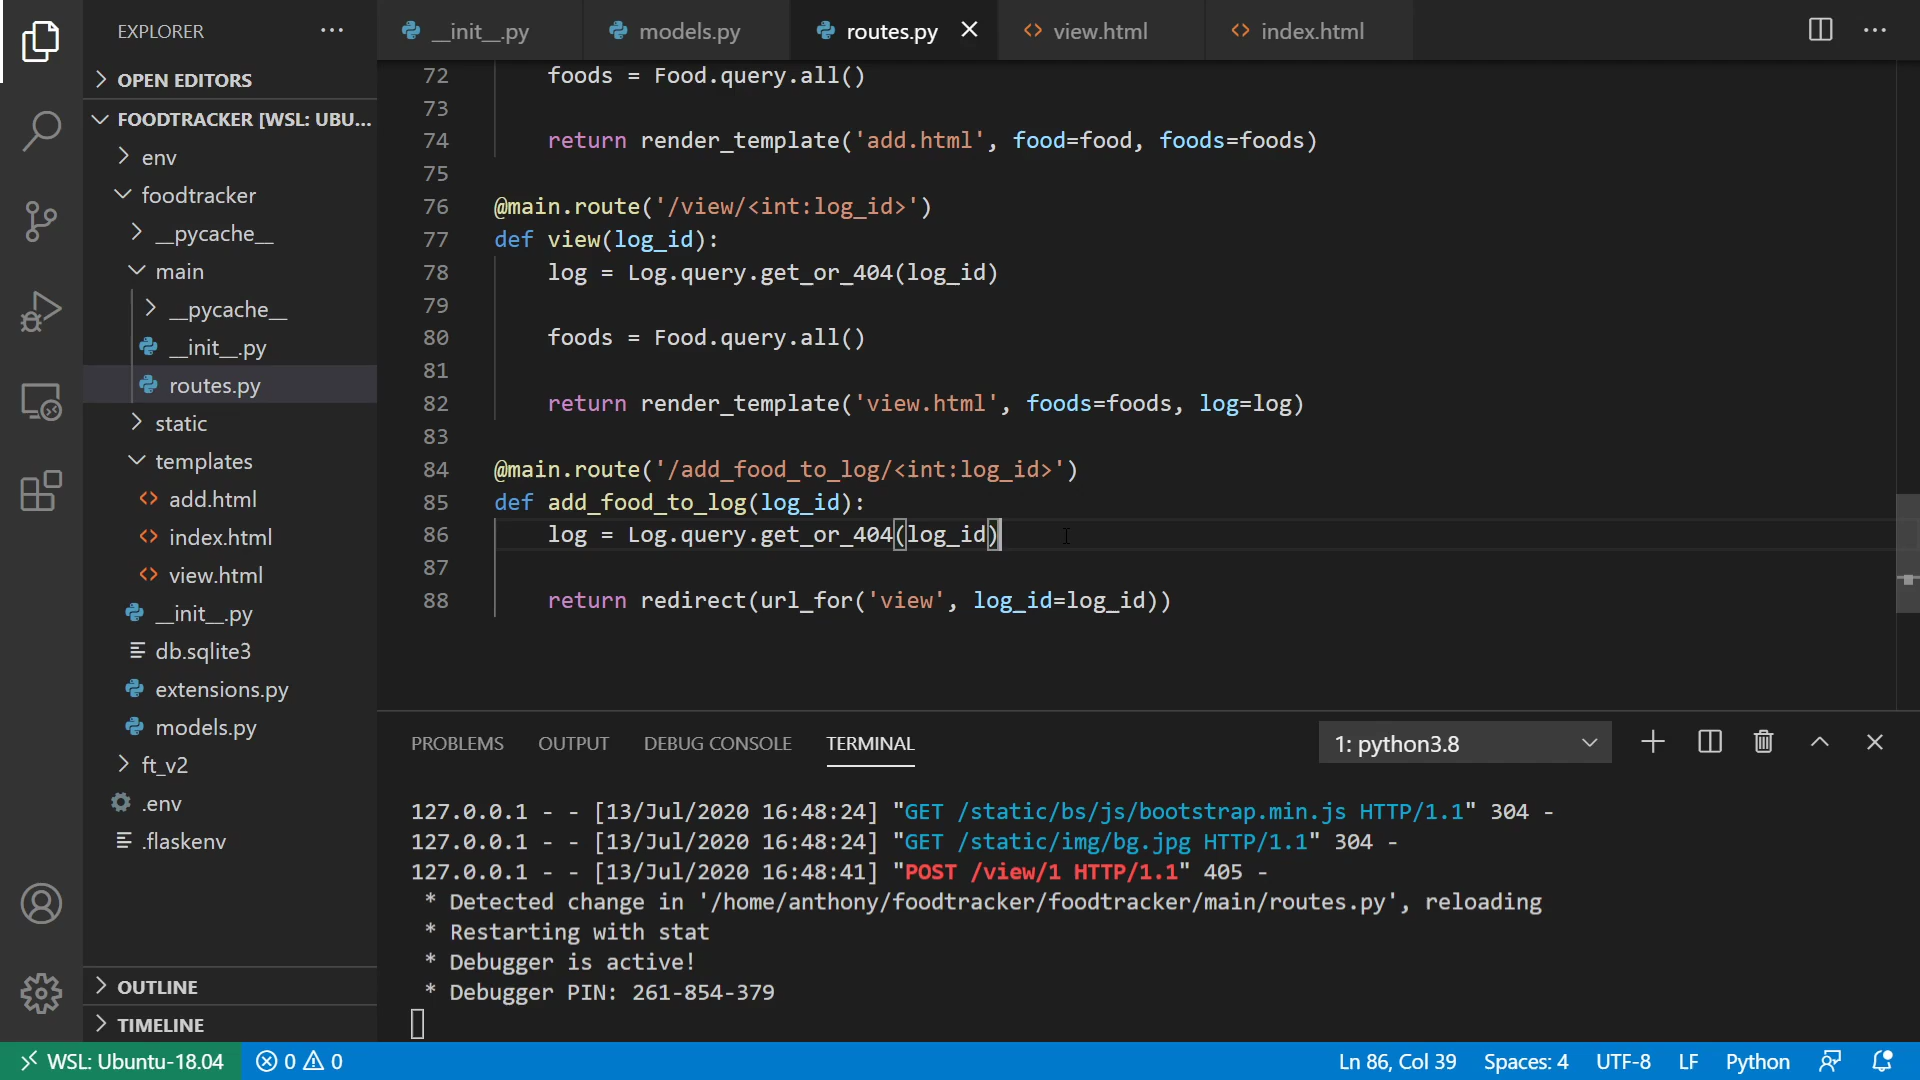 EXPLORER
OPEN EDITORS
FOODTRACKER [WSL: UBU...
env
foodtracker
__pycache__
main
__pycache__
__init__.py
routes.py
static
templates
add.html
index.html
view.html
__init__.py
db.sqlite3
extensions.py
models.py
ft_v2
.env
.flaskenv
OUTLINE
TIMELINE
__init__.py
models.py
routes.py
view.html
index.html
72 foods = Food.query.all()
73
74 return render_template('add.html', food=food, foods=foods)
75
76 @main.route('/view/<int:log_id>')
77 def view(log_id):
78 log = Log.query.get_or_404(log_id)
79
80 foods = Food.query.all()
81
82 return render_template('view.html', foods=foods, log=log)
83
84 @main.route('/add_food_to_log/<int:log_id>')
85 def add_food_to_log(log_id):
86 log = Log.query.get_or_404(log_id)
87
88 return redirect(url_for('view', log_id=log_id))
PROBLEMS
OUTPUT
DEBUG CONSOLE
TERMINAL
1: python3.8
127.0.0.1 - - [13/Jul/2020 16:48:24] "GET /static/bs/js/bootstrap.min.js HTTP/1.1" 304 -
127.0.0.1 - - [13/Jul/2020 16:48:24] "GET /static/img/bg.jpg HTTP/1.1" 304 -
127.0.0.1 - - [13/Jul/2020 16:48:41] "POST /view/1 HTTP/1.1" 405 -
* Detected change in '/home/anthony/foodtracker/foodtracker/main/routes.py', reloading
* Restarting with stat
* Debugger is active!
* Debugger PIN: 261-854-379
WSL: Ubuntu-18.04
0
0
Ln 86, Col 39
Spaces: 4
UTF-8
LF
Python